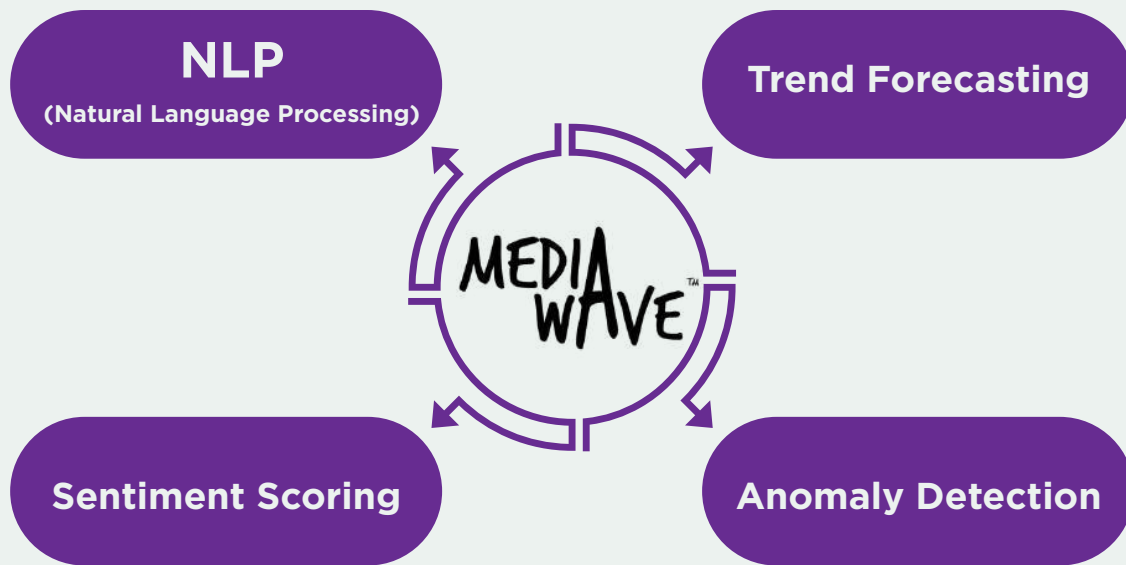 NLP
(Natural Language Processing)
Trend Forecasting
MEDIA
WAVE
TM
Sentiment Scoring
Anomaly Detection